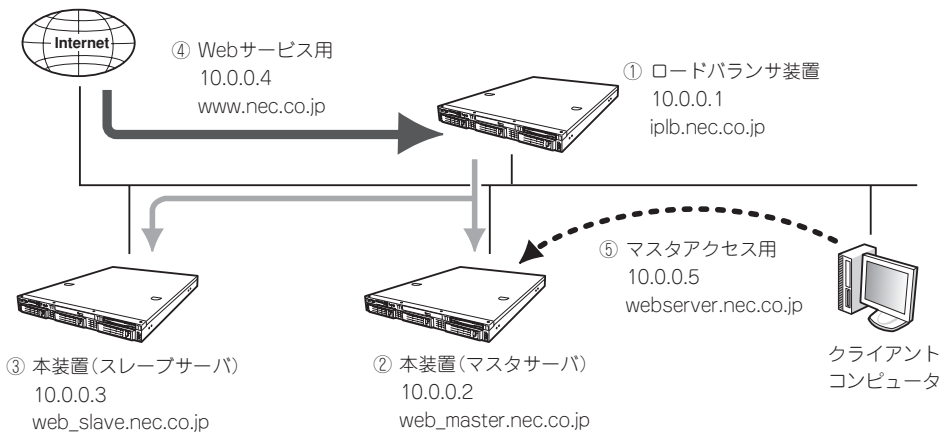 Internet
④ Webサービス用
10.0.0.4
www.nec.co.jp
① ロードバランサ装置
10.0.0.1
iplb.nec.co.jp
⑤ マスタアクセス用
10.0.0.5
webserver.nec.co.jp
③ 本装置(スレーブサーバ)
10.0.0.3
web_slave.nec.co.jp
② 本装置(マスタサーバ)
10.0.0.2
web_master.nec.co.jp
クライアント
コンピュータ